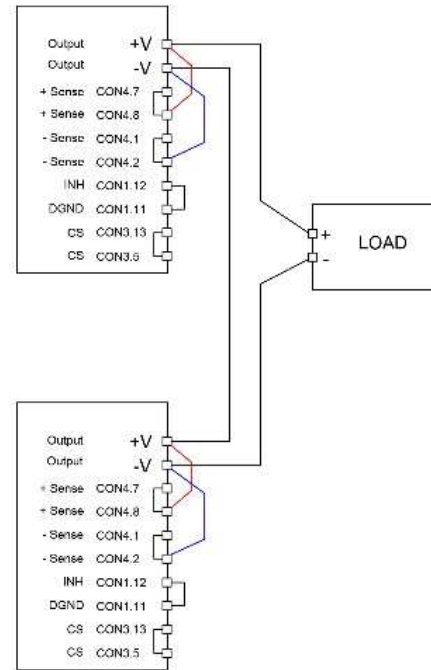 Output +V
Output -V
+ Sense CON4.7
+ Sense CON4.8
- Sense CON4.1
- Sense CON4.2
INH CON1.12
DGND CON1.11
CS CON3.13
CS CON3.5
+ LOAD
-
Output +V
Output -V
+ Sense CON4.7
+ Sense CON4.8
- Sense CON4.1
- Sense CON4.2
INH CON1.12
DGND CON1.11
CS CON3.13
CS CON3.5